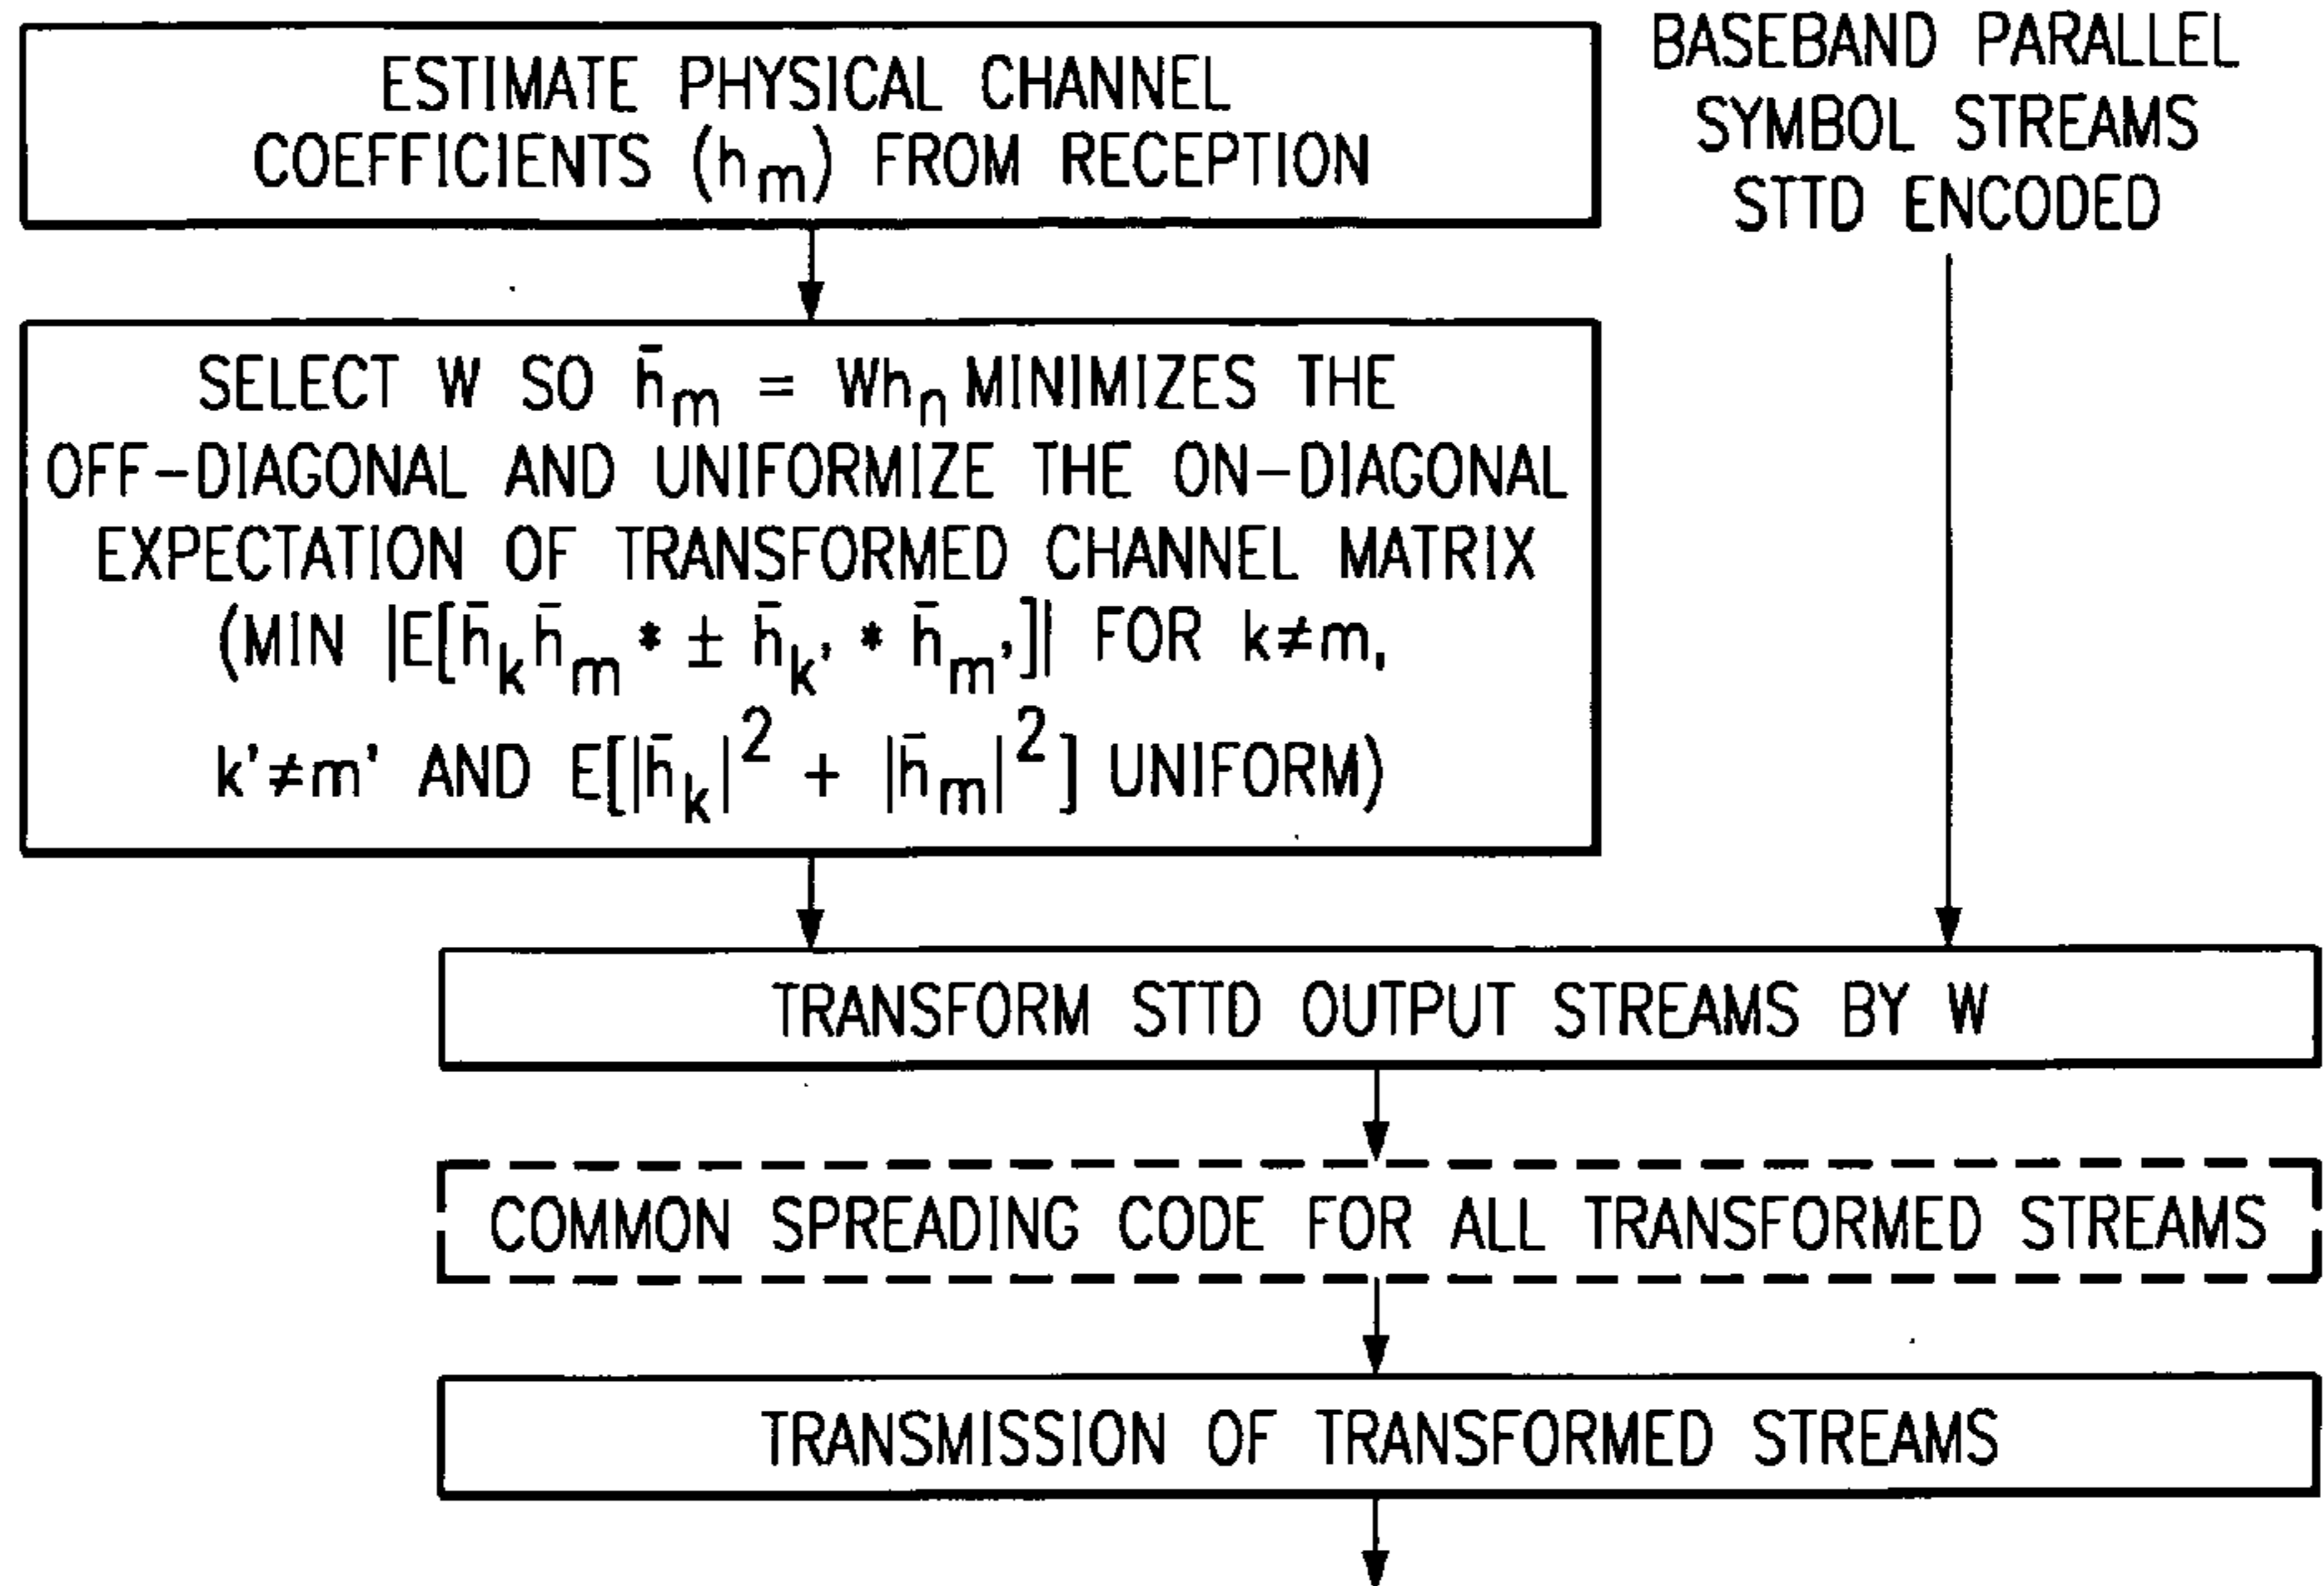 ESTIMATE PHYSICAL CHANNEL
COEFFICIENTS (hₘ) FROM RECEPTION
BASEBAND PARALLEL
SYMBOL STREAMS
STTD ENCODED
SELECT W SO h̄ₘ = Whₙ MINIMIZES THE
OFF-DIAGONAL AND UNIFORMIZE THE ON-DIAGONAL
EXPECTATION OF TRANSFORMED CHANNEL MATRIX
(MIN |E[h̄ₖh̄ₘ* ± h̄ₖ'* h̄ₘ']| FOR k≠m,
k'≠m' AND E[|h̄ₖ|² + |h̄ₘ|²] UNIFORM)
TRANSFORM STTD OUTPUT STREAMS BY W
COMMON SPREADING CODE FOR ALL TRANSFORMED STREAMS
TRANSMISSION OF TRANSFORMED STREAMS